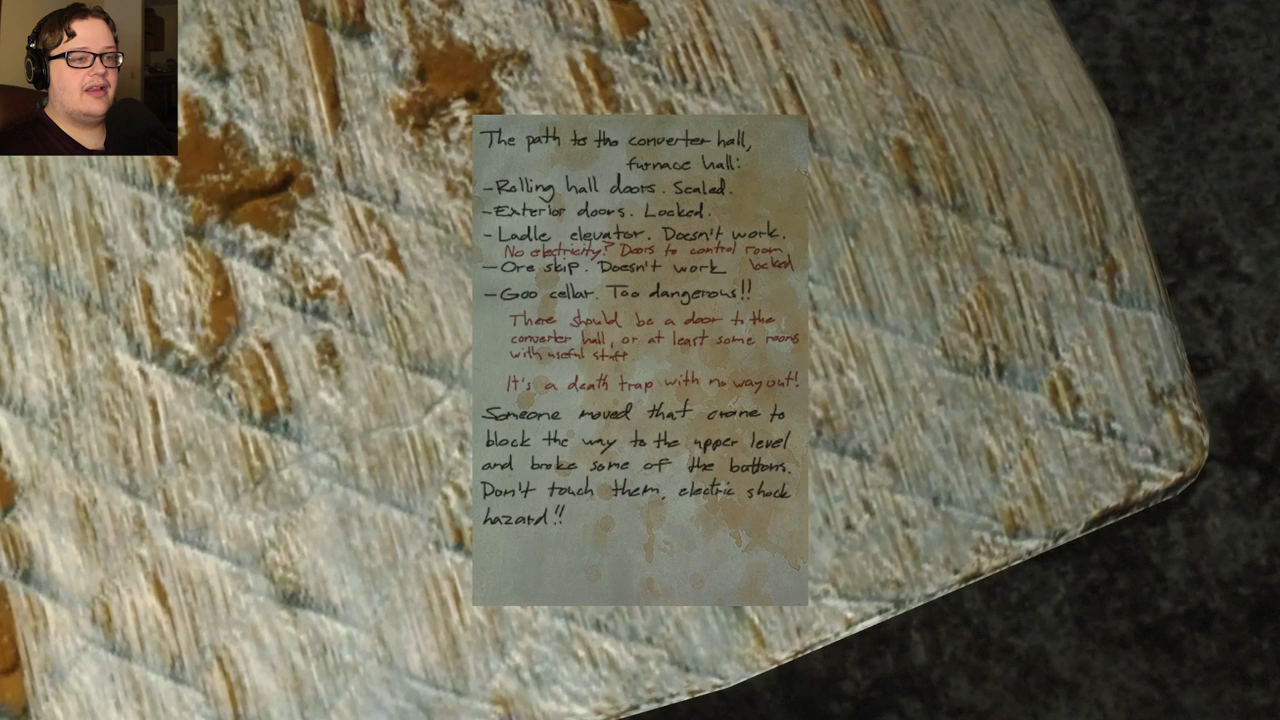 The path to the converter hall,
furnace hall:
-Rolling hall doors. Sealed.
-Exterior doors. Locked.
-Ladle elevator. Doesn't work.
No electricity? Doors to control room
locked
-Ore skip. Doesn't work
-Goo cellar. Too dangerous!!
There should be a door to the
converter hall, or at least some rooms
with useful stuff.
It's a death trap with no way out!
Someone moved that crane to
block the way to the upper level
and broke some of the buttons.
Don't touch them, electric shock
hazard!!